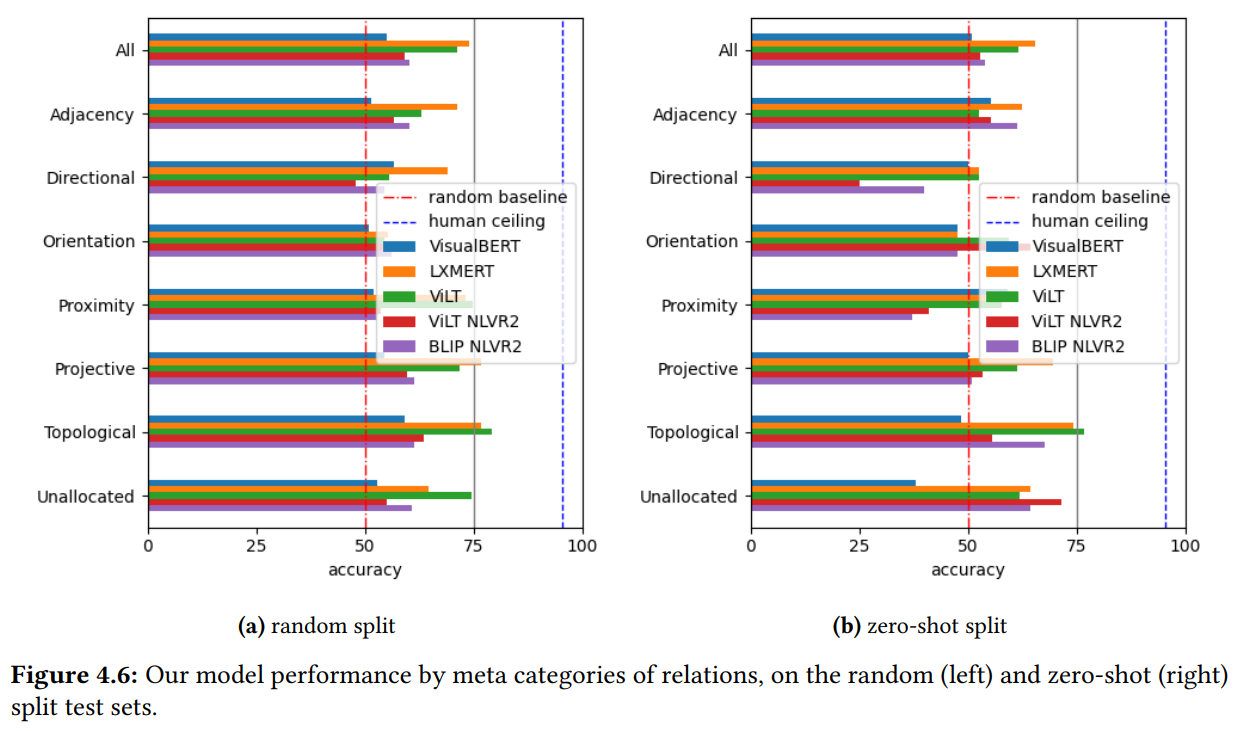 All
Adjacency
Directional
Orientation
Proximity
Projective
Topological
Unallocated
random baseline
human ceiling
VisualBERT
LXMERT
ViLT
ViLT NLVR2
BLIP NLVR2
0 25 50 75 100
accuracy
(a) random split
All
Adjacency
Directional
Orientation
Proximity
Projective
Topological
Unallocated
random baseline
human ceiling
VisualBERT
LXMERT
ViLT
ViLT NLVR2
BLIP NLVR2
0 25 50 75 100
accuracy
(b) zero-shot split
Figure 4.6: Our model performance by meta categories of relations, on the random (left) and zero-shot (right)
split test sets.